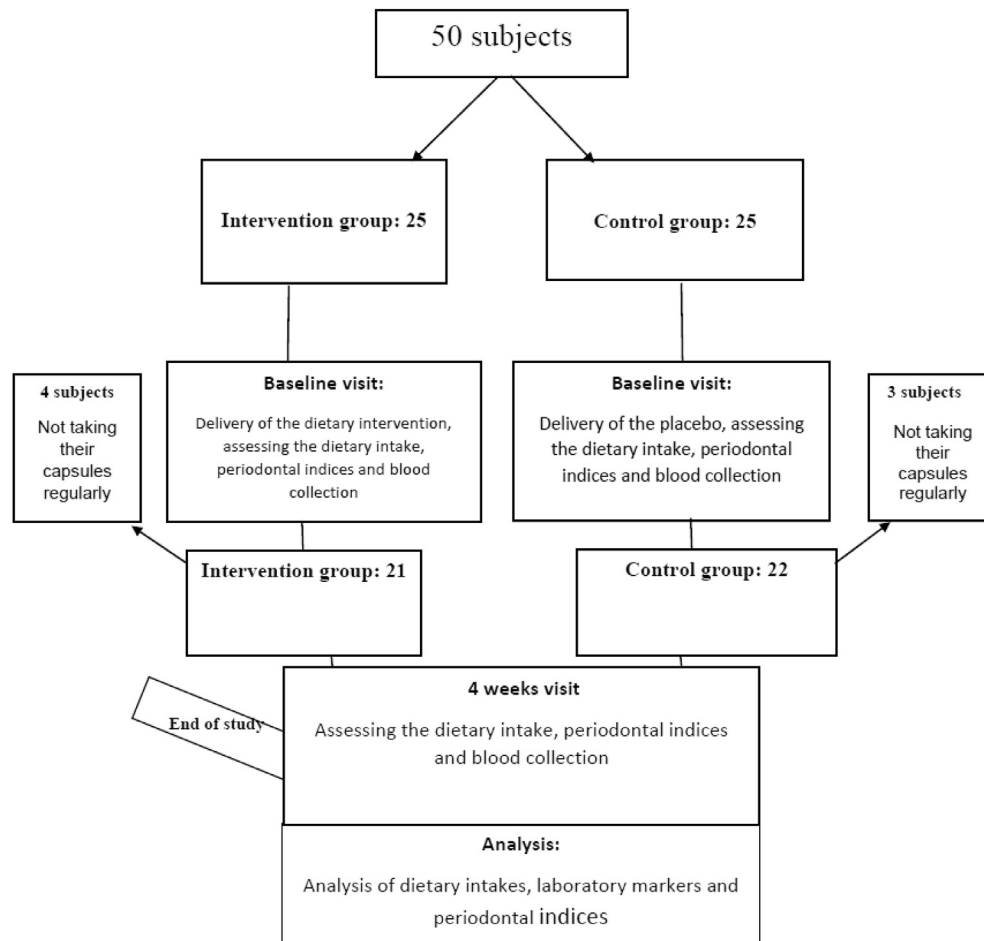 50 subjects
Intervention group: 25
Control group: 25
4 subjects
Not taking
their
capsules
regularly
Baseline visit:
Delivery of the dietary intervention,
assessing the dietary intake,
periodontal indices and blood
collection
Baseline visit:
Delivery of the placebo, assessing
the dietary intake, periodontal
indices and blood collection
3 subjects
Not taking
their
capsules
regularly
Intervention group: 21
Control group: 22
End of study
4 weeks visit
Assessing the dietary intake, periodontal indices
and blood collection
Analysis:
Analysis of dietary intakes, laboratory markers and
periodontal indices